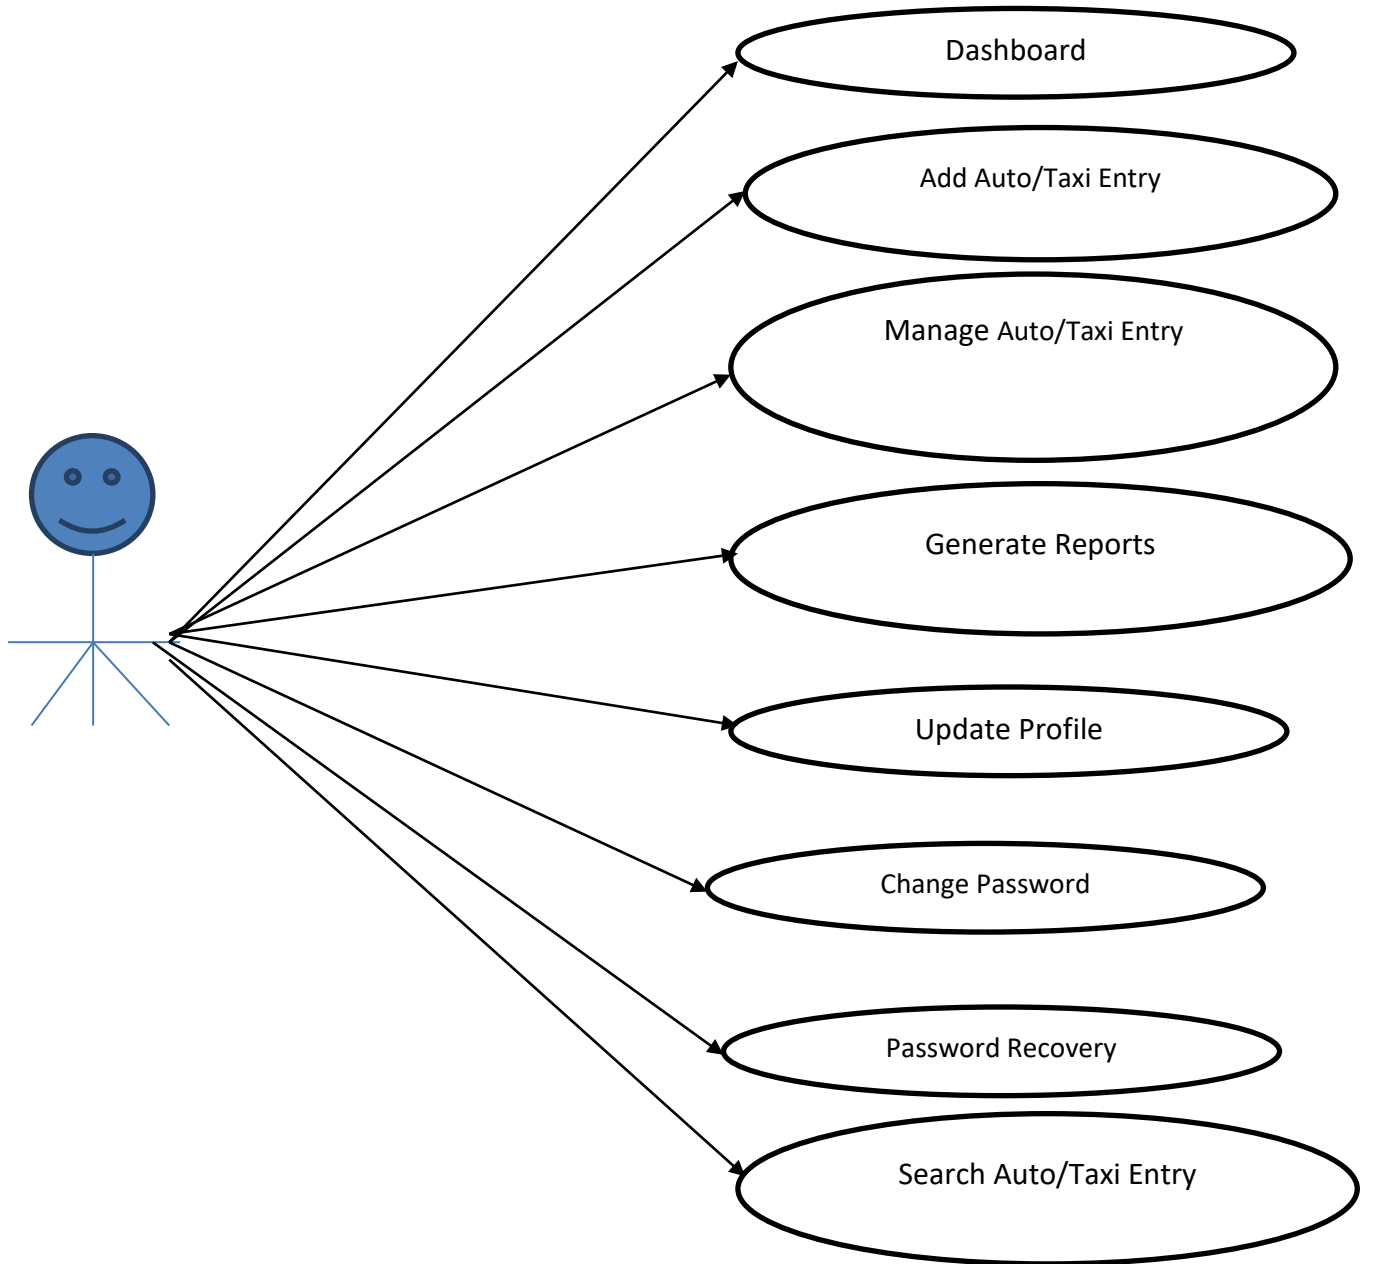 Dashboard
Add Auto/Taxi Entry
Manage Auto/Taxi Entry
Generate Reports
Update Profile
Change Password
Password Recovery
Search Auto/Taxi Entry